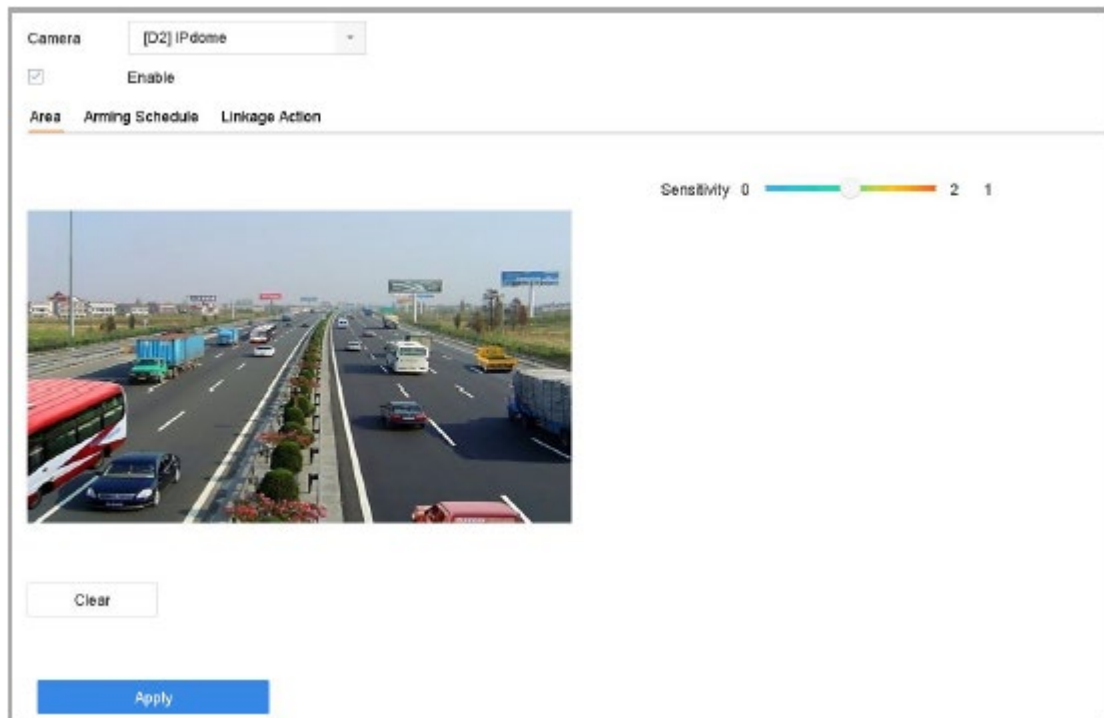 Camera [D2] IPdome
Enable
Area Arming Schedule Linkage Action
Sensitivity 0 2 1
Clear
Apply